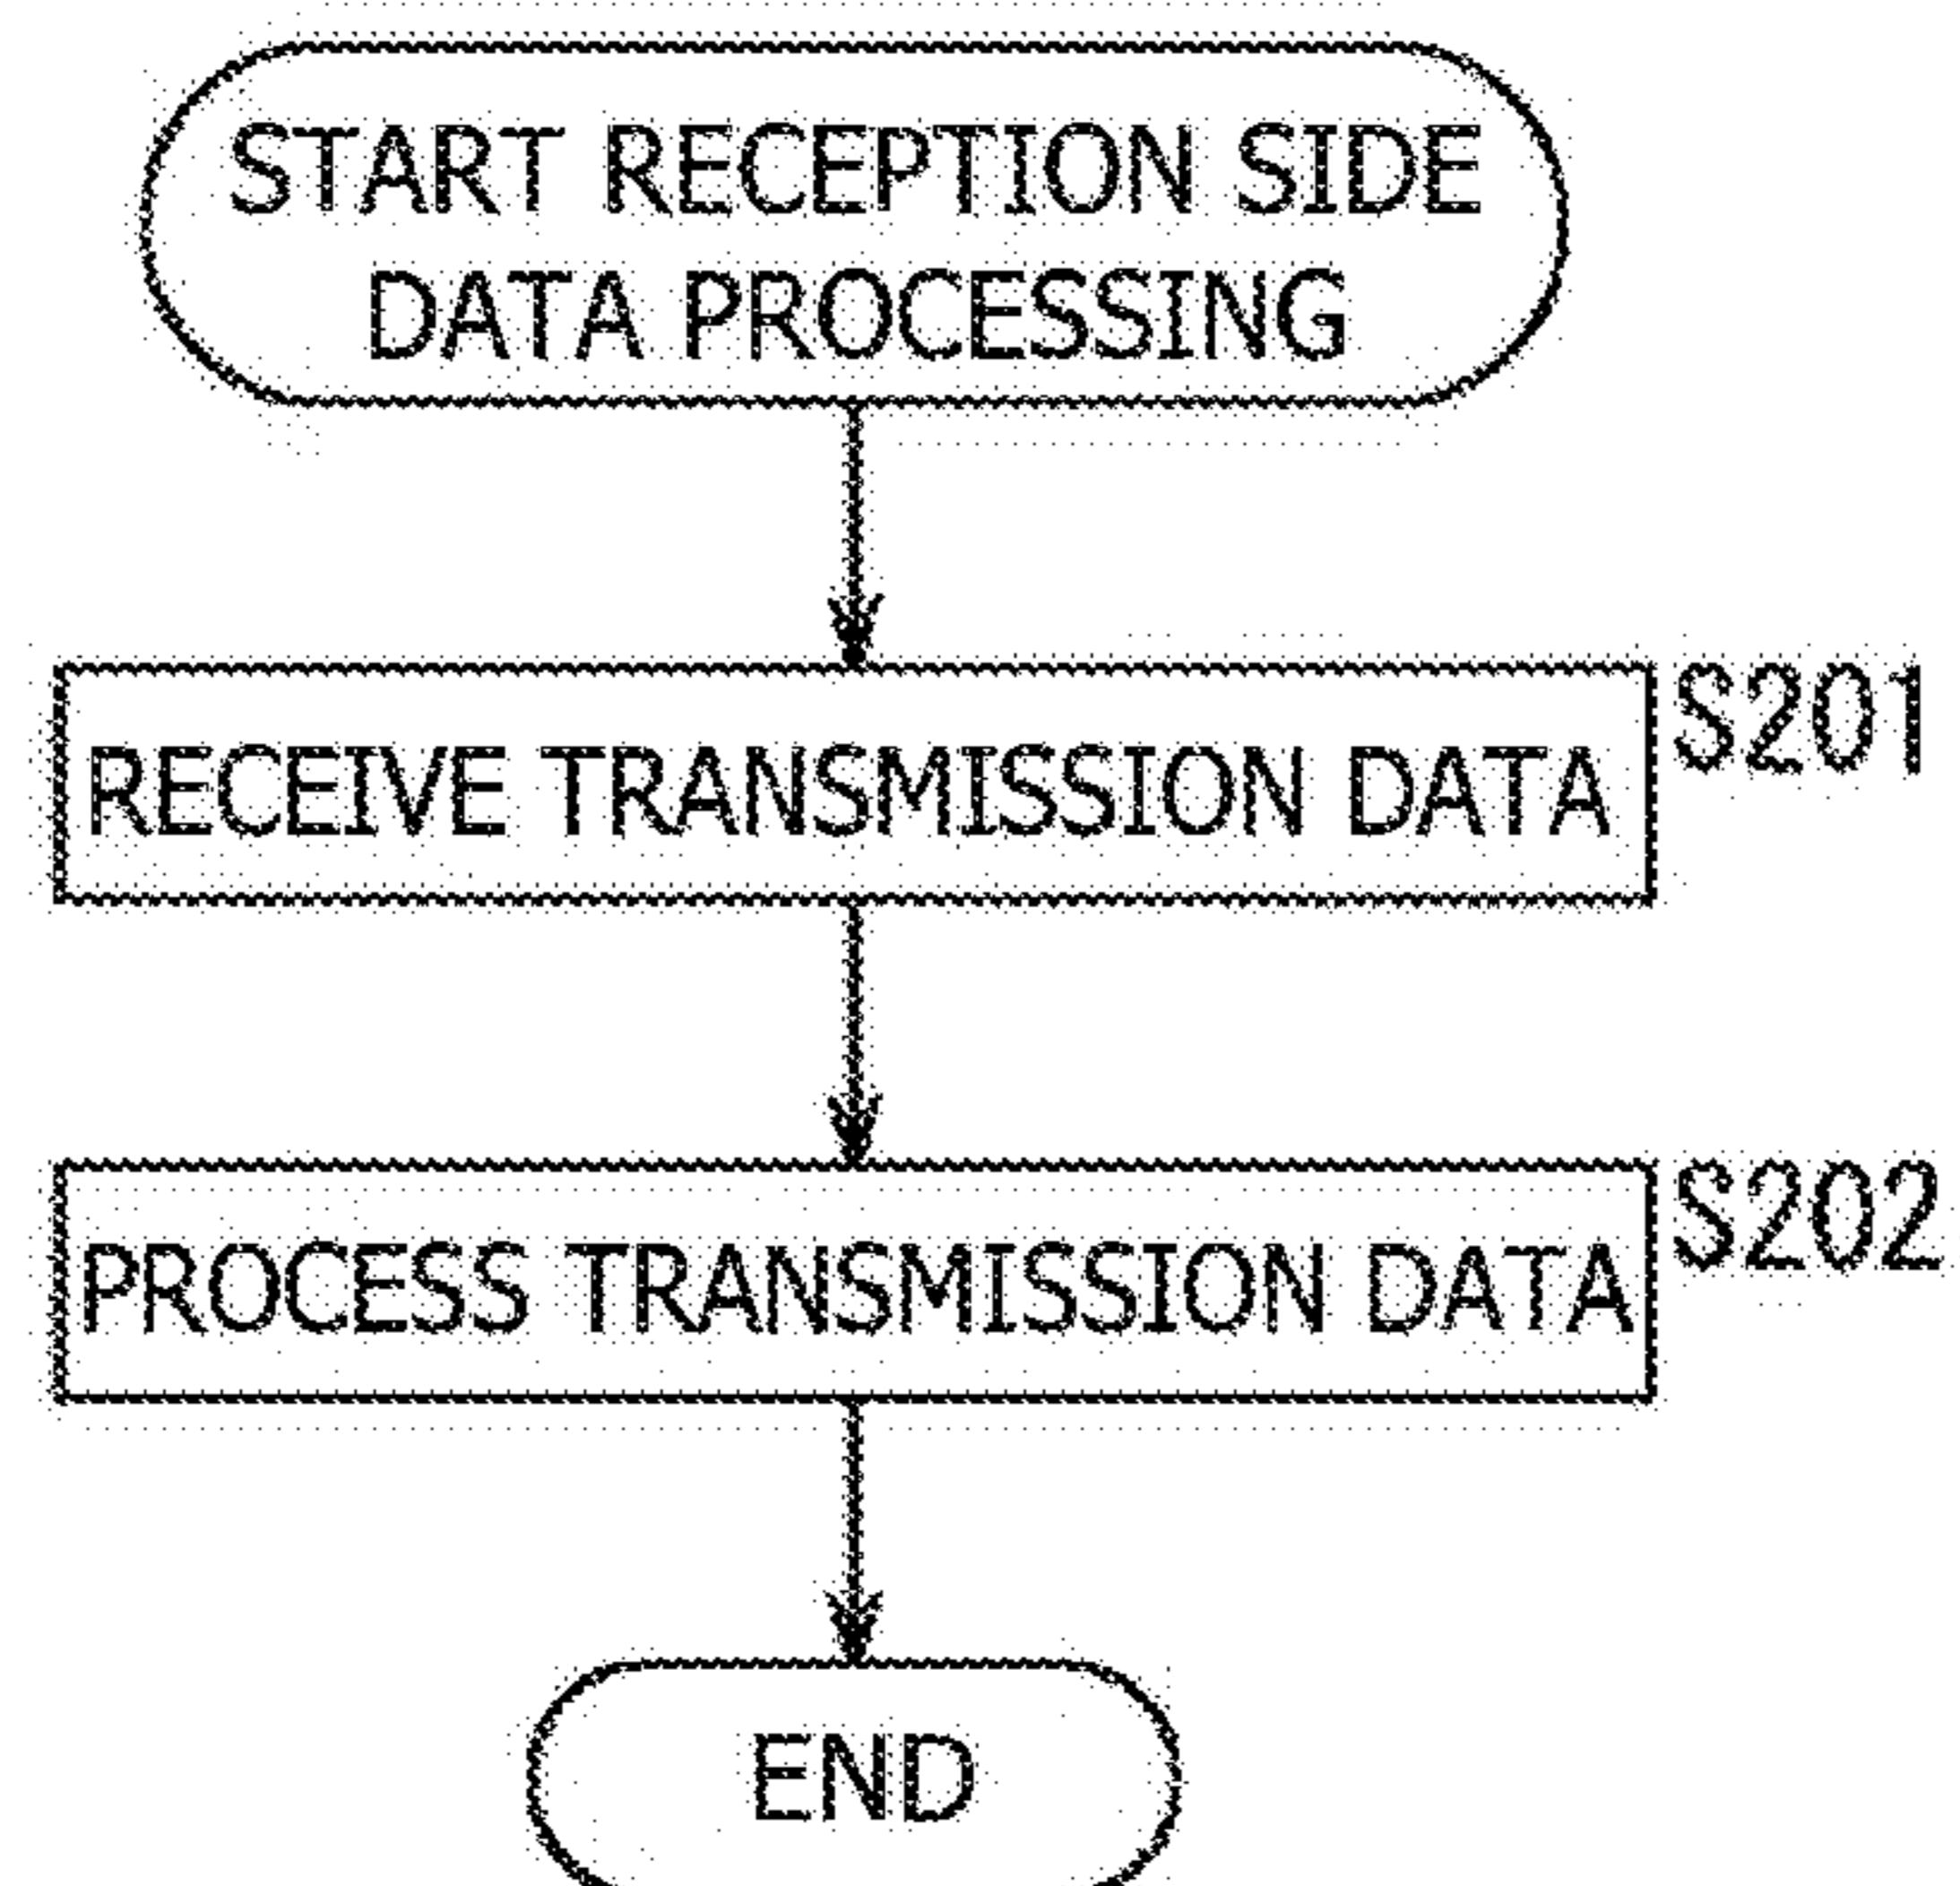 START RECEPTION SIDE
DATA PROCESSING
S201
RECEIVE TRANSMISSION DATA
S202
PROCESS TRANSMISSION DATA
END